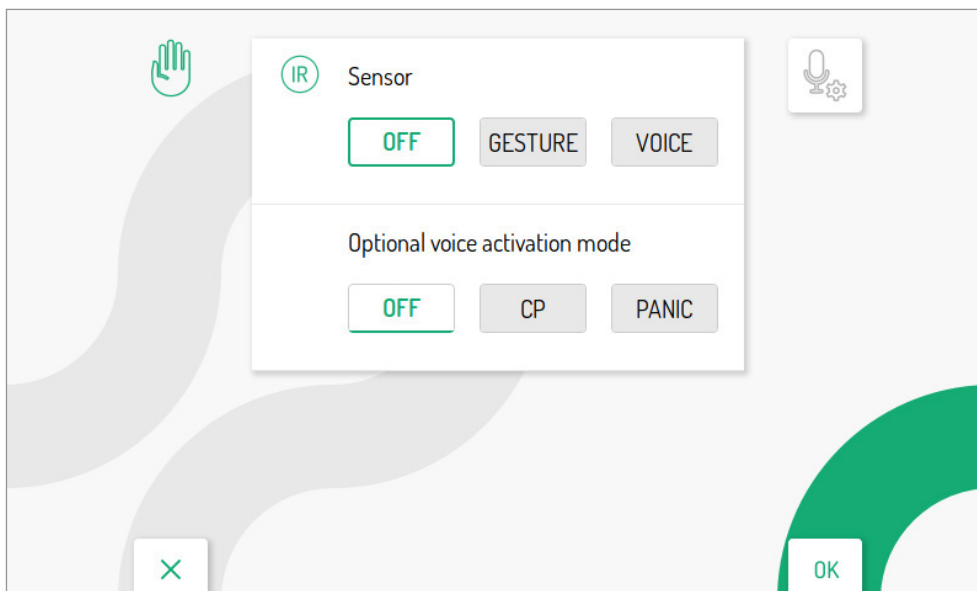 IR Sensor
OFF GESTURE VOICE
Optional voice activation mode
OFF CP PANIC
OK